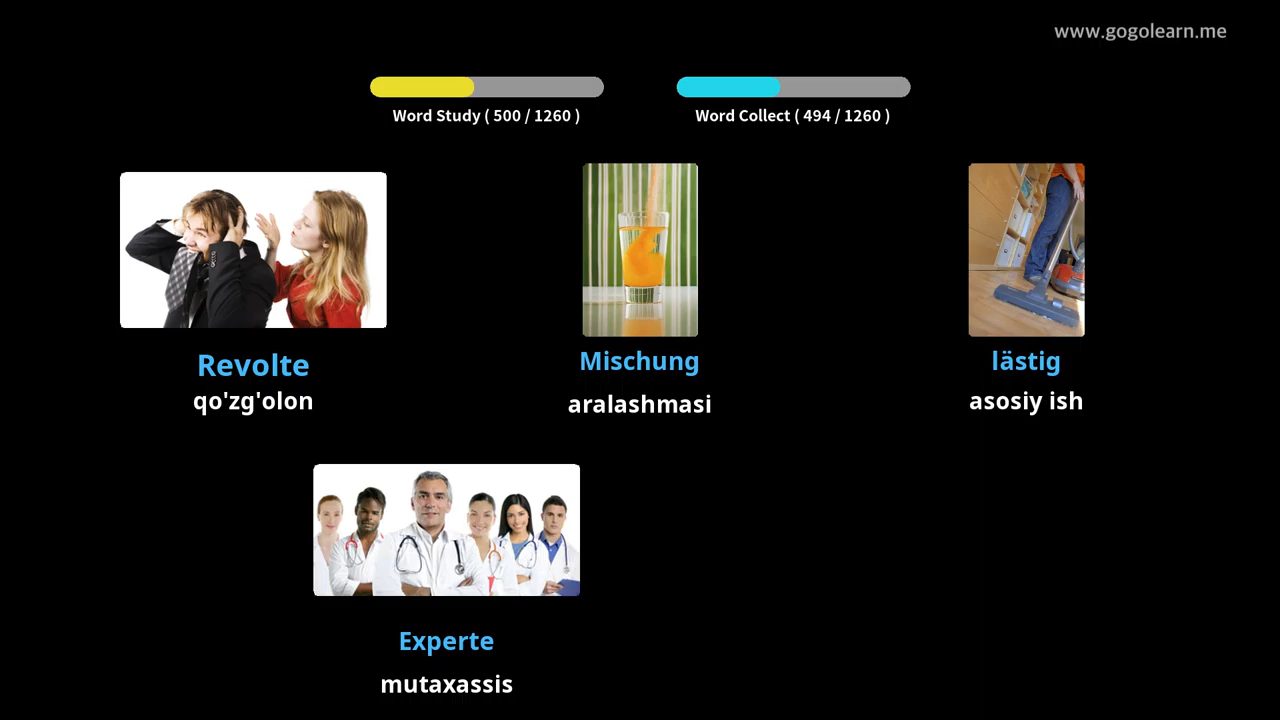 www.gogolearn.me
Word Study ( 500 / 1260 )
Word Collect ( 494 / 1260 )
Revolte
qo'zg'olon
Mischung
aralashmasi
lästig
asosiy ish
Experte
mutaxassis